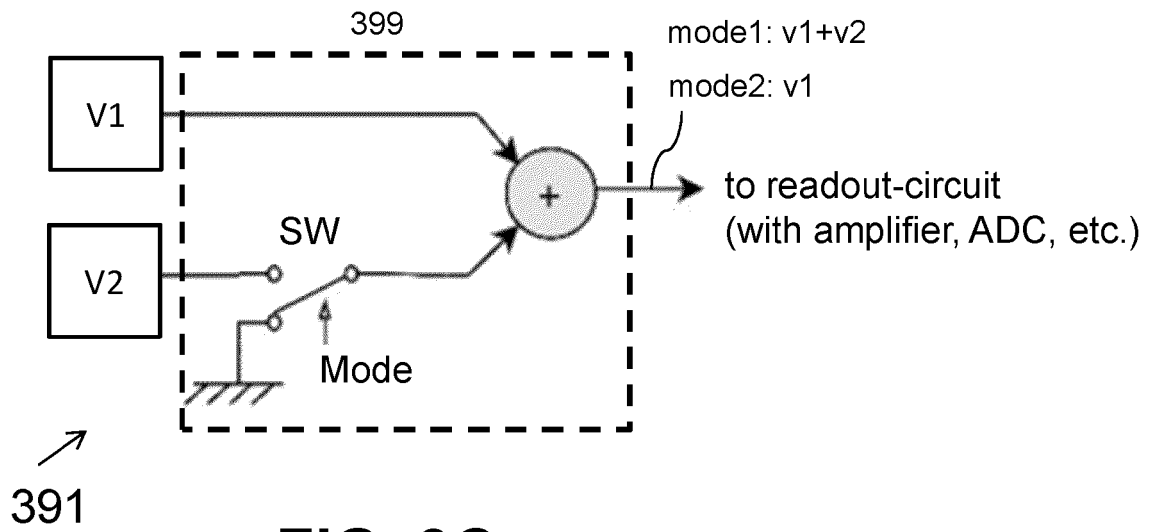 399
mode1: v1+v2
mode2: v1
V1
+
to readout-circuit
(with amplifier, ADC, etc.)
SW
V2
Mode
391